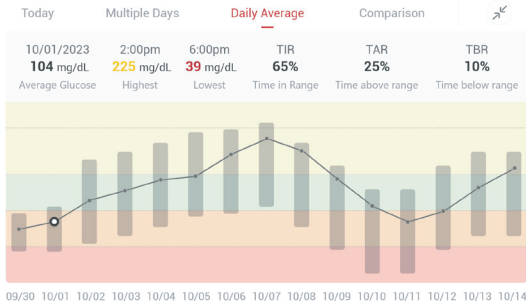 Today Multiple Days Daily Average Comparison
10/01/2023 2:00pm 6:00pm TIR TAR TBR
104 mg/dL 225 mg/dL 39 mg/dL 65% 25% 10%
Average Glucose Highest Lowest Time in Range Time above range Time below range
09/30 10/01 10/02 10/03 10/04 10/05 10/06 10/07 10/08 10/09 10/10 10/11 10/12 10/13 10/14